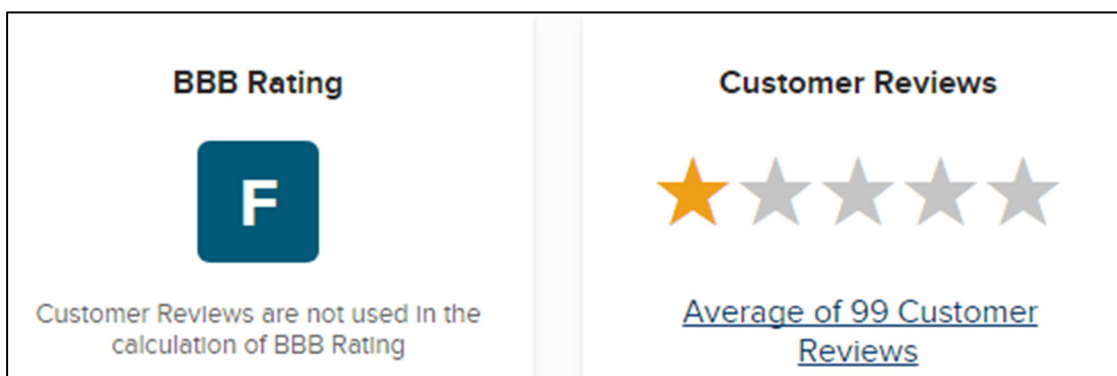 BBB Rating
F
Customer Reviews are not used in the
calculation of BBB Rating
Customer Reviews
Average of 99 Customer
Reviews